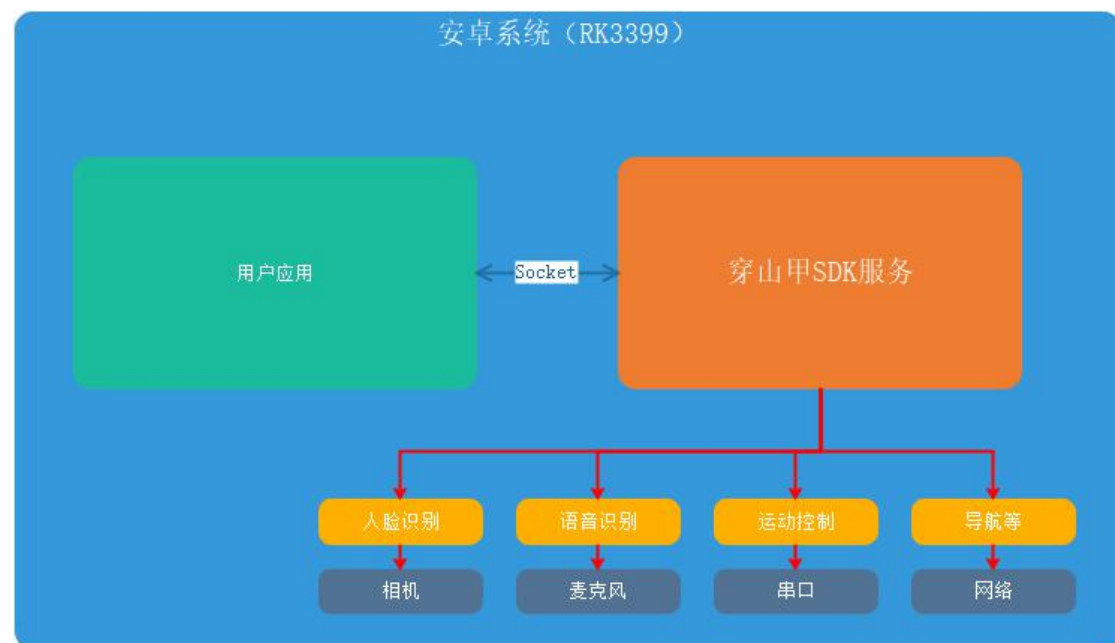 安卓系统（RK3399）
用户应用
Socket
穿山甲SDK服务
人脸识别
语音识别
运动控制
导航等
相机
麦克风
串口
网络